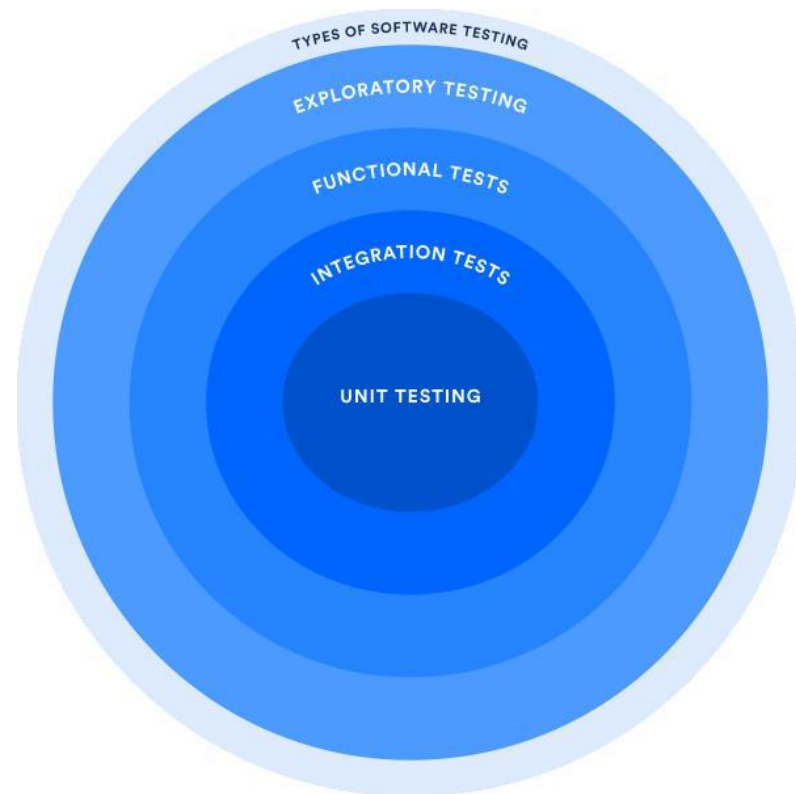 TYPES OF SOFTWARE TESTING
EXPLORATORY TESTING
FUNCTIONAL TESTS
INTEGRATION TESTS
UNIT TESTING